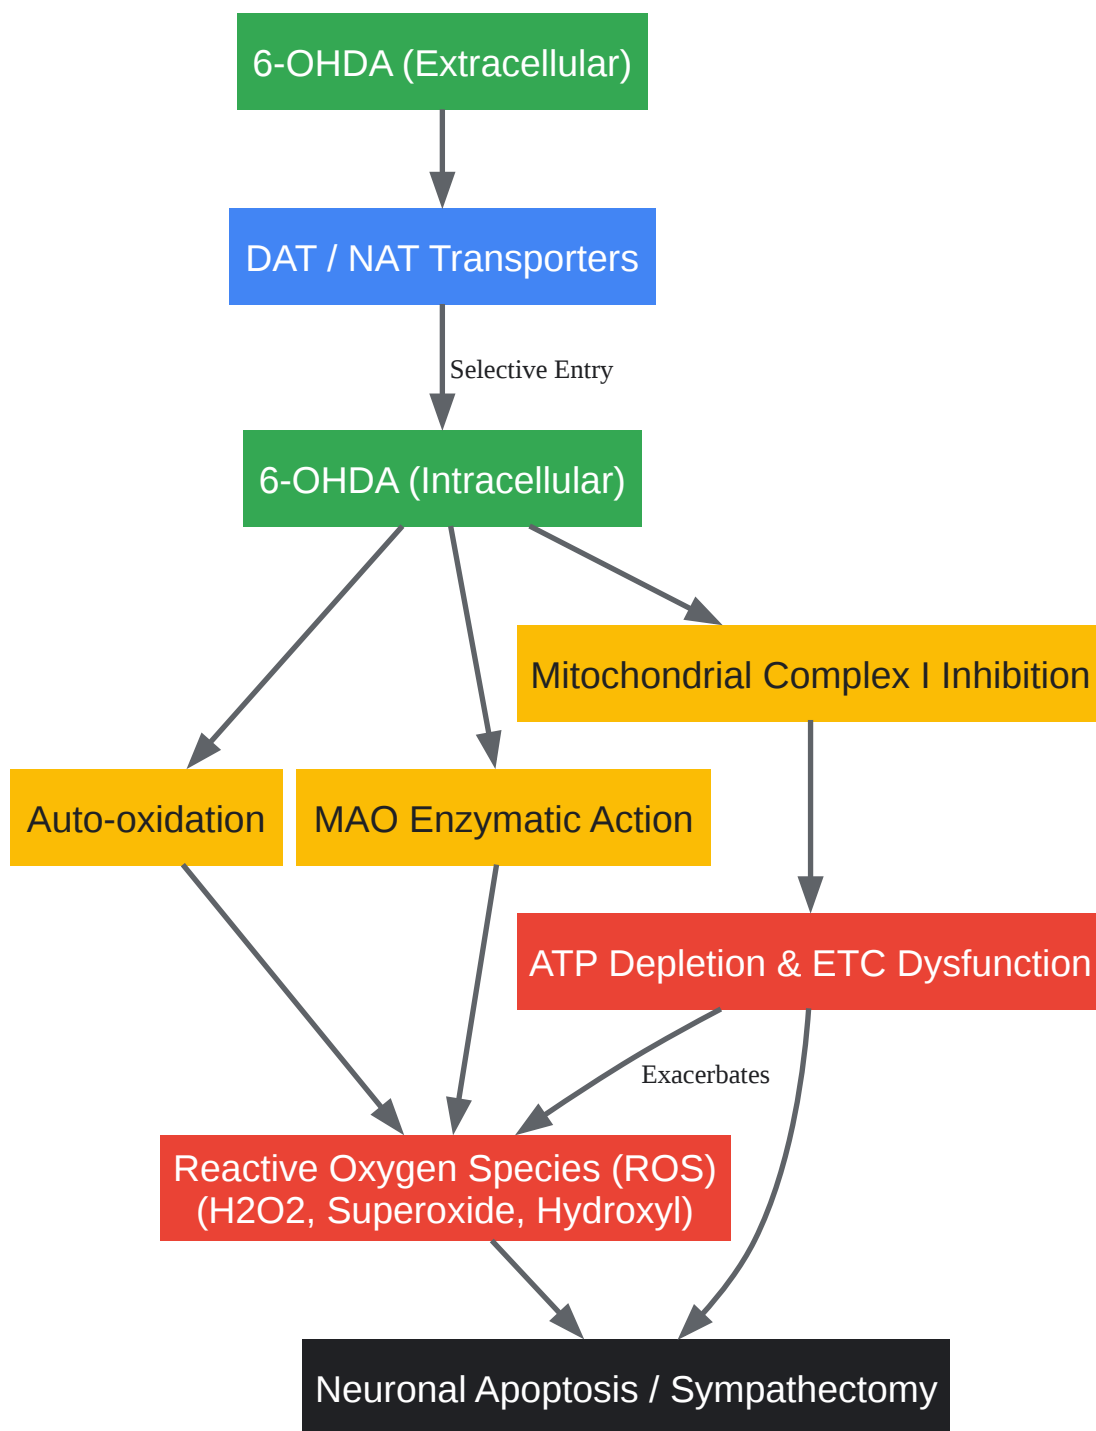 6-OHDA (Extracellular)
DAT / NAT Transporters
Selective Entry
6-OHDA (Intracellular)
Mitochondrial Complex I Inhibition
Auto-oxidation
MAO Enzymatic Action
ATP Depletion & ETC Dysfunction
Exacerbates
Reactive Oxygen Species (ROS)
(H2O2, Superoxide, Hydroxyl)
Neuronal Apoptosis / Sympathectomy